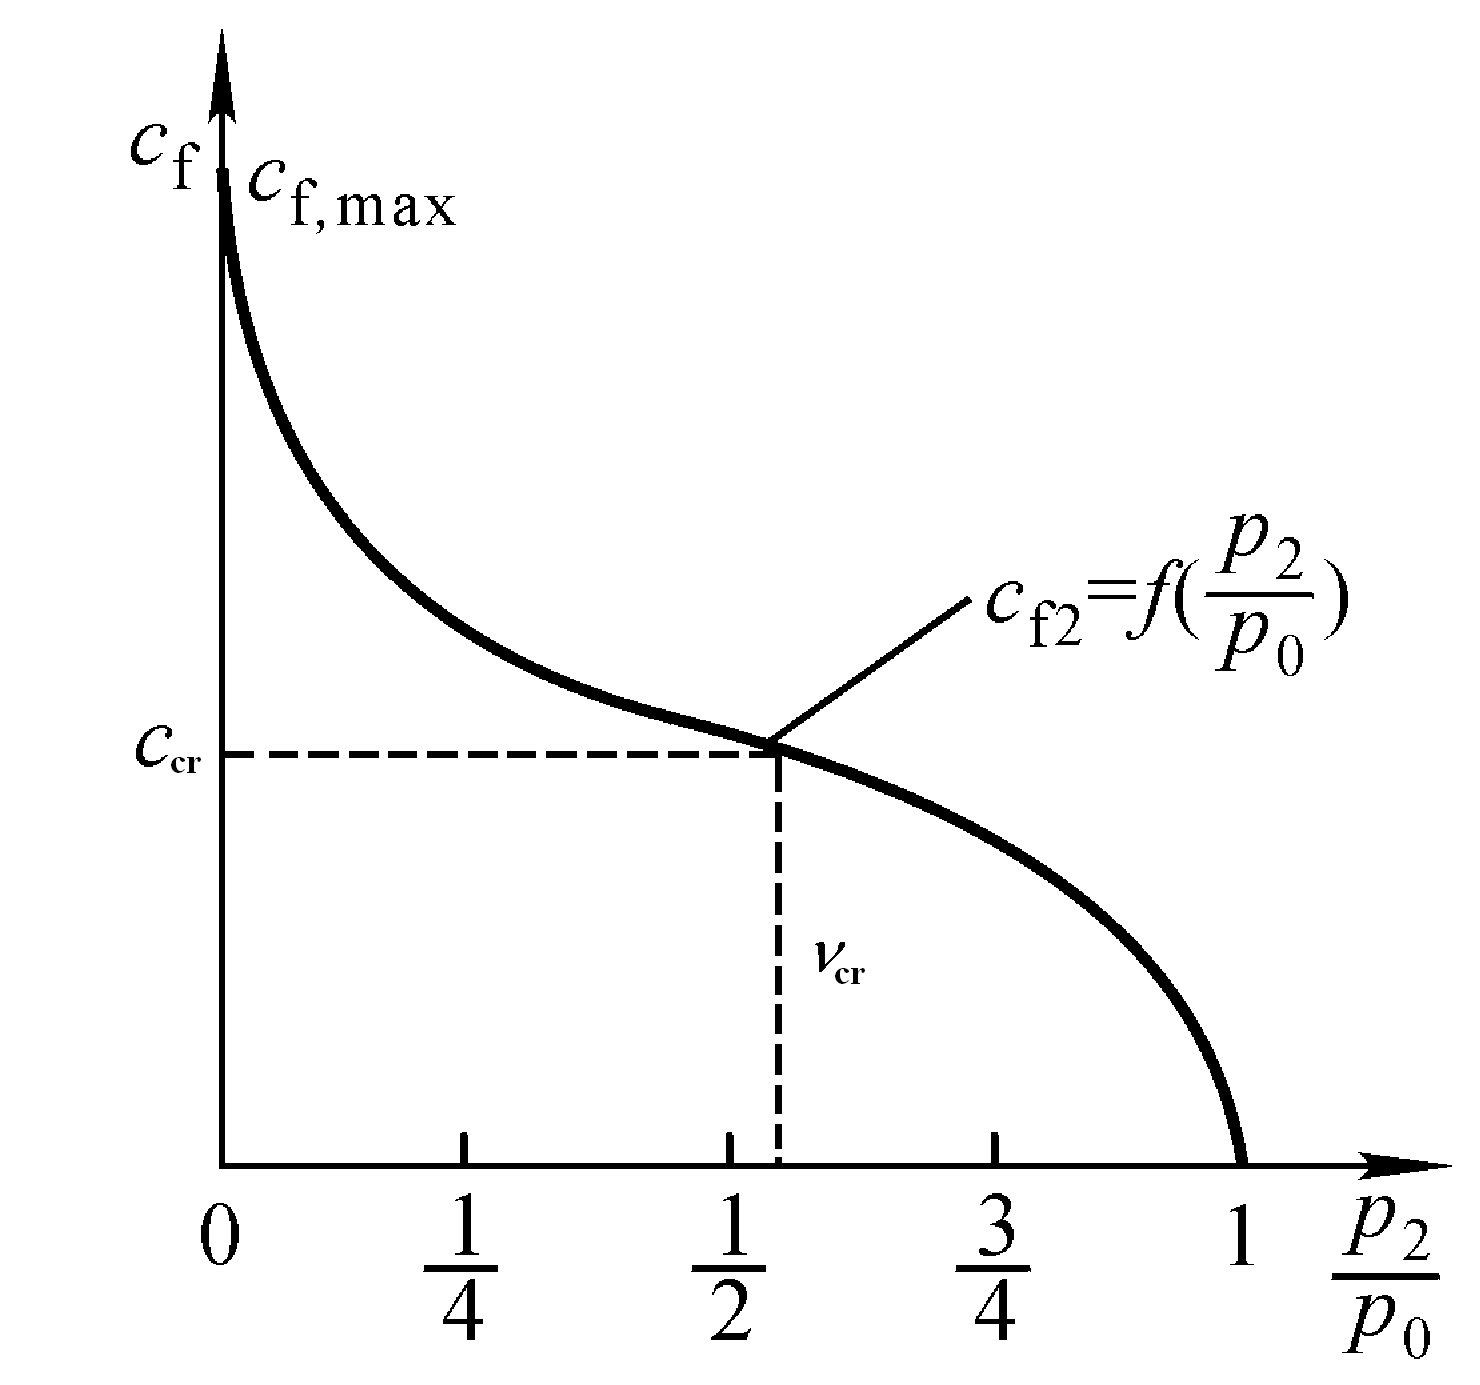 c_f
c_f,max
c_f2=f(p_2/p_0)
c_cr
ν_cr
0
1/4
1/2
3/4
1
p_2/p_0